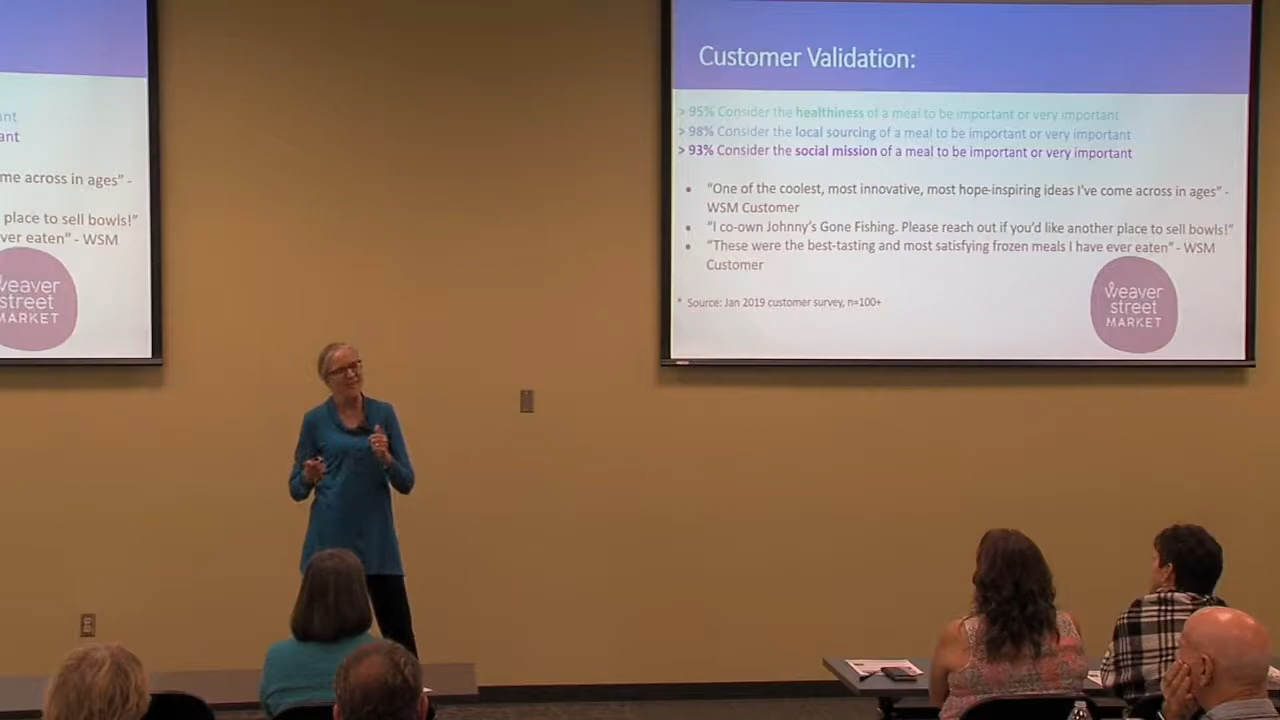 ant
ant
me across in ages" -
place to sell bowls!"
ver eaten" - WSM
weaver
street
MARKET
Customer Validation:
> 95% Consider the healthiness of a meal to be important or very important
> 98% Consider the local sourcing of a meal to be important or very important
> 93% Consider the social mission of a meal to be important or very important
• "One of the coolest, most innovative, most hope-inspiring ideas I've come across in ages" -
WSM Customer
• "I co-own Johnny's Gone Fishing. Please reach out if you'd like another place to sell bowls!"
• "These were the best-tasting and most satisfying frozen meals I have ever eaten" - WSM
Customer
* Source: Jan 2019 customer survey, n=100+
weaver
street
MARKET